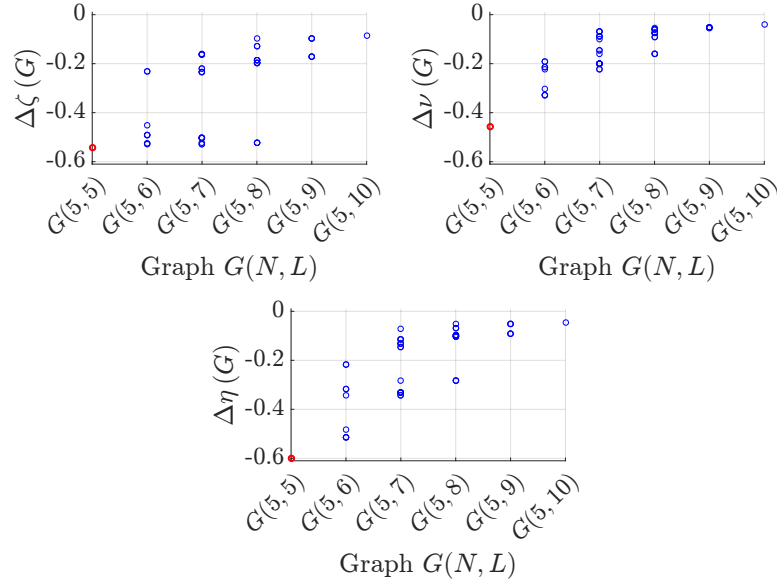 0
-0.2
-0.4
-0.6
Δζ (G)
G(5, 5)
G(5, 6)
G(5, 7)
G(5, 8)
G(5, 9)
G(5, 10)
Graph G(N, L)
0
-0.2
-0.4
-0.6
Δν (G)
G(5, 5)
G(5, 6)
G(5, 7)
G(5, 8)
G(5, 9)
G(5, 10)
Graph G(N, L)
0
-0.2
-0.4
-0.6
Δη (G)
G(5, 5)
G(5, 6)
G(5, 7)
G(5, 8)
G(5, 9)
G(5, 10)
Graph G(N, L)